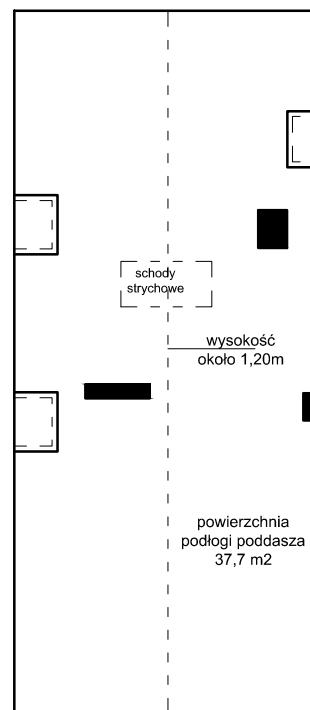 schody
strychowe
wysokość
około 1,20m
powierzchnia
podłogi poddasza
37,7 m2